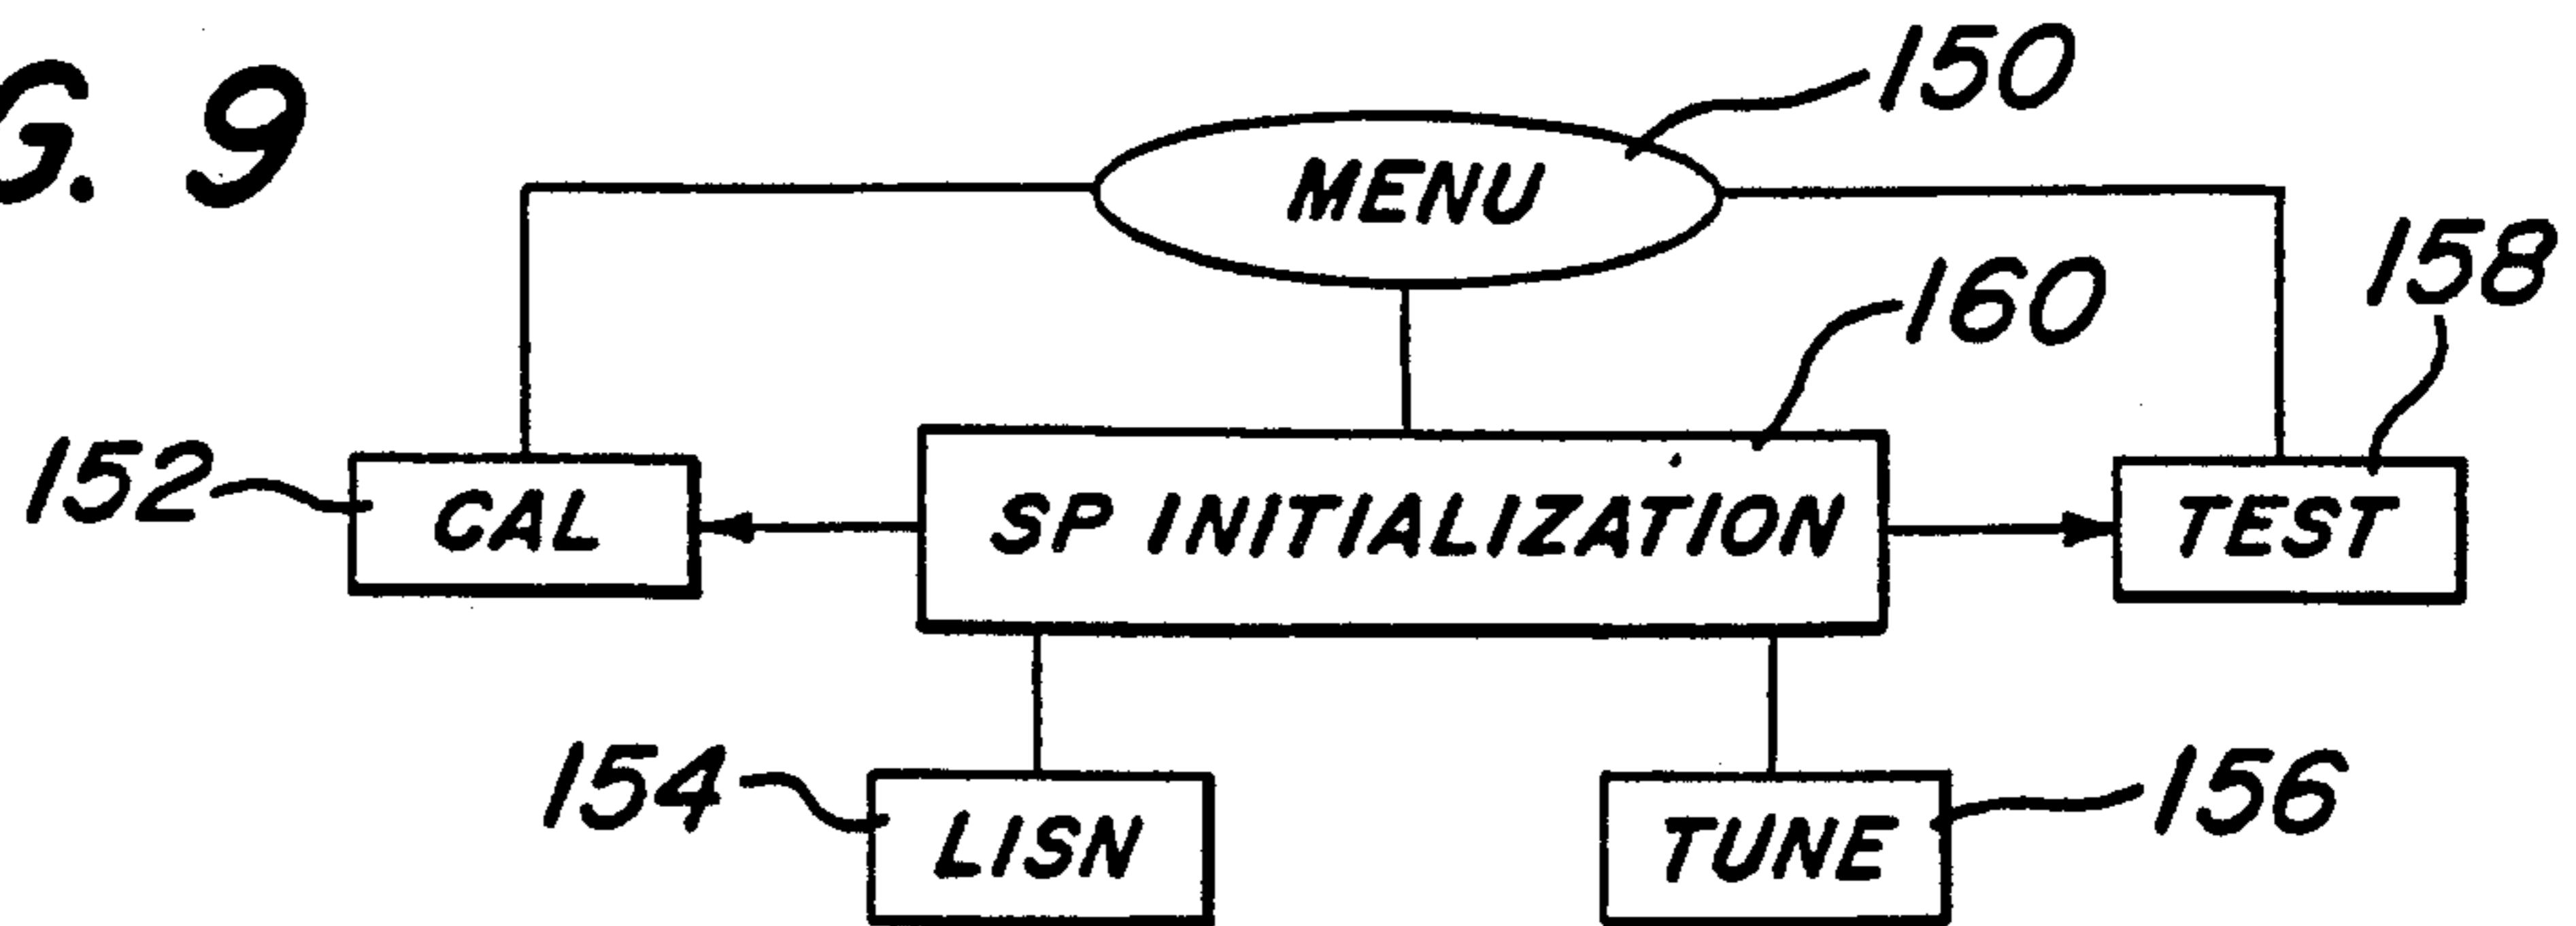 G. 9
150
MENU
160
158
152
CAL
SP INITIALIZATION
TEST
154
LISN
TUNE
156